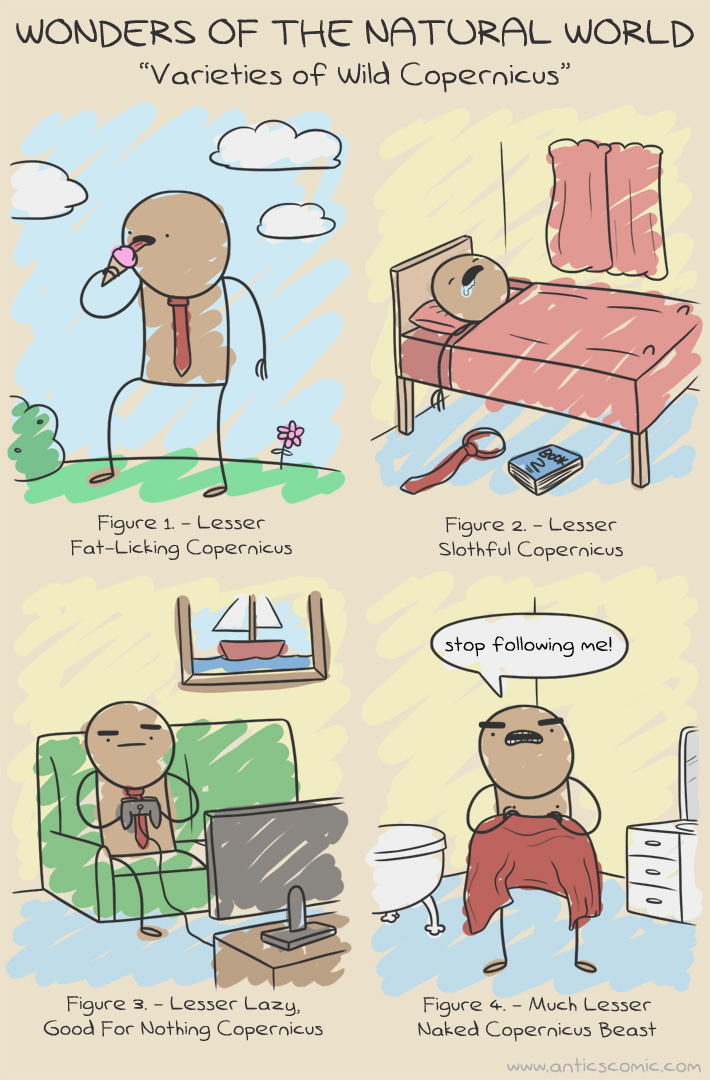 WONDERS OF THE NATURAL WORLD
"Varieties of Wild Copernicus"
Figure 1. - Lesser
Fat-Licking Copernicus
BOOK
Figure 2. - Lesser
Slothful Copernicus
Figure 3. - Lesser Lazy,
Good For Nothing Copernicus
stop following me!
Figure 4. - Much Lesser
Naked Copernicus Beast
www.anticscomic.com